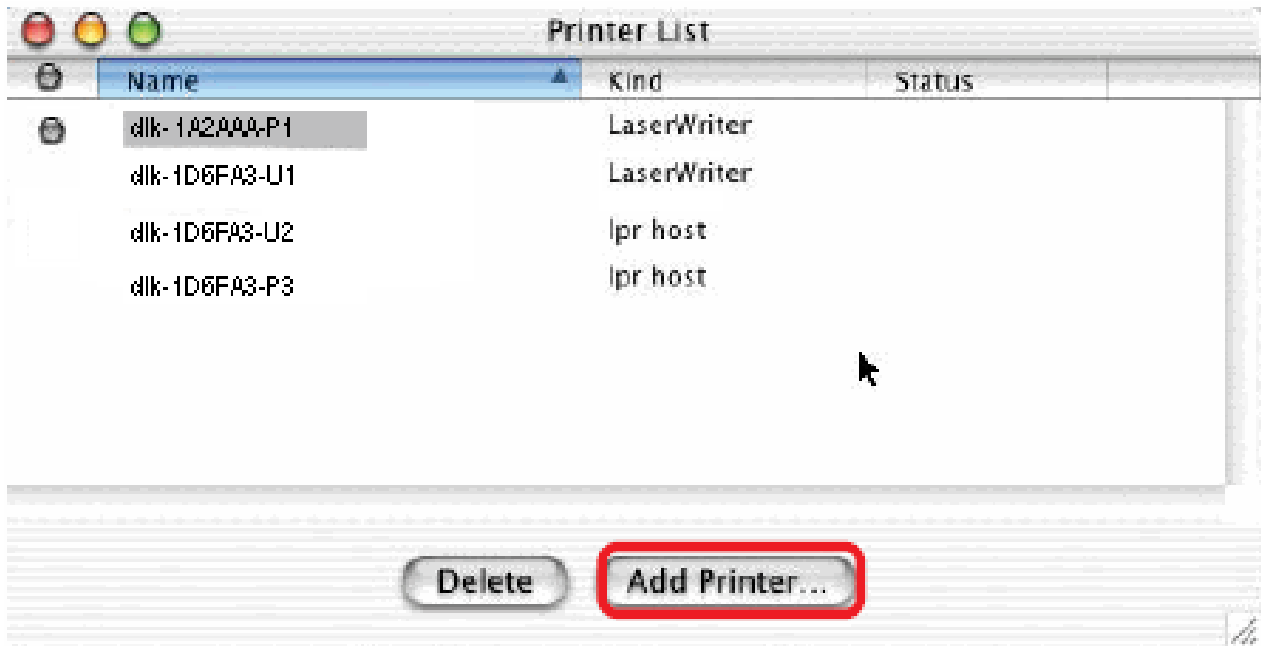 Printer List
Name Kind Status
dlk-1A2AAA-P1 LaserWriter
dlk-1D6FA3-U1 LaserWriter
dlk-1D6FA3-U2 lpr host
dlk-1D6FA3-P3 lpr host
Delete Add Printer...